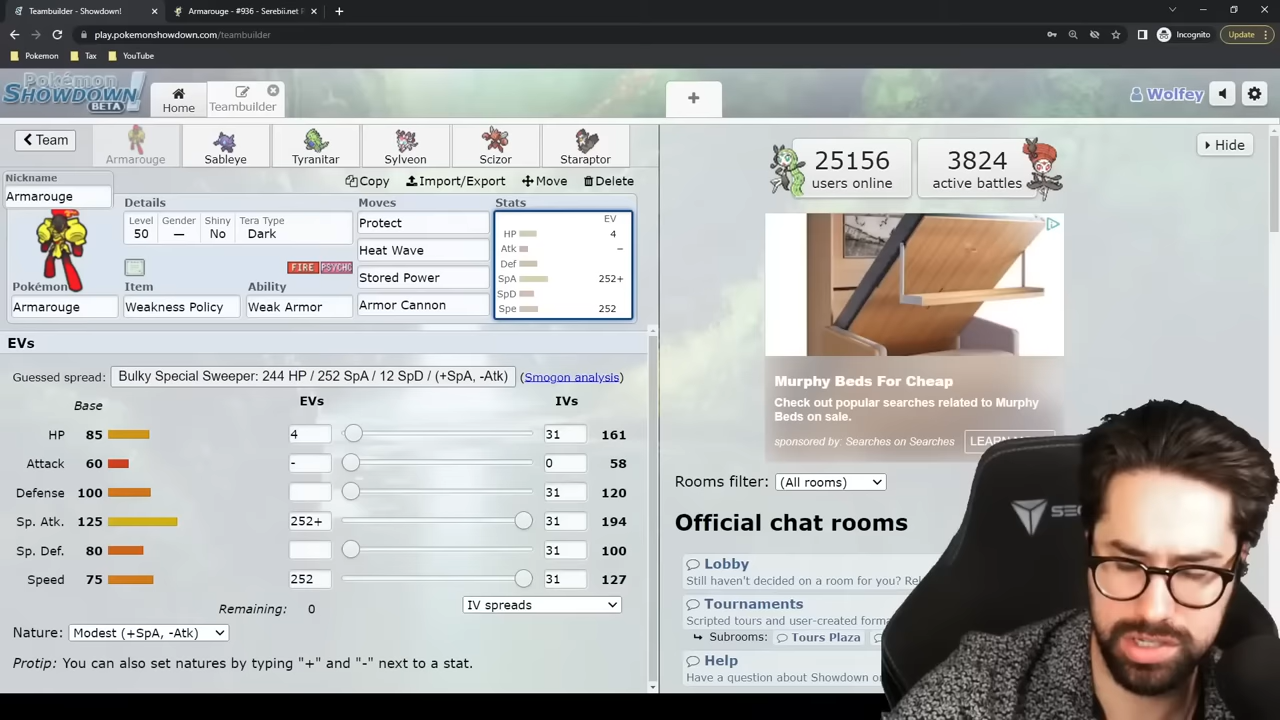 Teambuilder - Showdown!
Armarouge - #936 - Serebii.net
play.pokemonshowdown.com/teambuilder
Incognito
Update
Pokemon
Tax
YouTube
Pokémon
Showdown!
BETA
Home
Teambuilder
Wolfey
Team
Armarouge
Sableye
Tyranitar
Sylveon
Scizor
Staraptor
Hide
25156
users online
3824
active battles
Nickname
Armarouge
Copy
Import/Export
Move
Delete
Details
Level
50
Gender
—
Shiny
No
Tera Type
Dark
FIRE
PSYCHC
Pokémon
Armarouge
Item
Weakness Policy
Ability
Weak Armor
Moves
Protect
Heat Wave
Stored Power
Armor Cannon
Stats
EV
HP 4
Atk –
Def
SpA 252+
SpD
Spe 252
EVs
Guessed spread: Bulky Special Sweeper: 244 HP / 252 SpA / 12 SpD / (+SpA, -Atk) (Smogon analysis)
Base EVs IVs
HP 85 4 31 161
Attack 60 - 0 58
Defense 100 31 120
Sp. Atk. 125 252+ 31 194
Sp. Def. 80 31 100
Speed 75 252 31 127
Remaining: 0
IV spreads
Nature: Modest (+SpA, -Atk)
Protip: You can also set natures by typing "+" and "-" next to a stat.
Murphy Beds For Cheap
Check out popular searches related to Murphy
Beds on sale.
sponsored by: Searches on Searches
Rooms filter: (All rooms)
Official chat rooms
Lobby
Still haven't decided on a room for you?
Tournaments
Scripted tours and user-created
Subrooms: Tours Plaza
Help
Have a question about Showdown